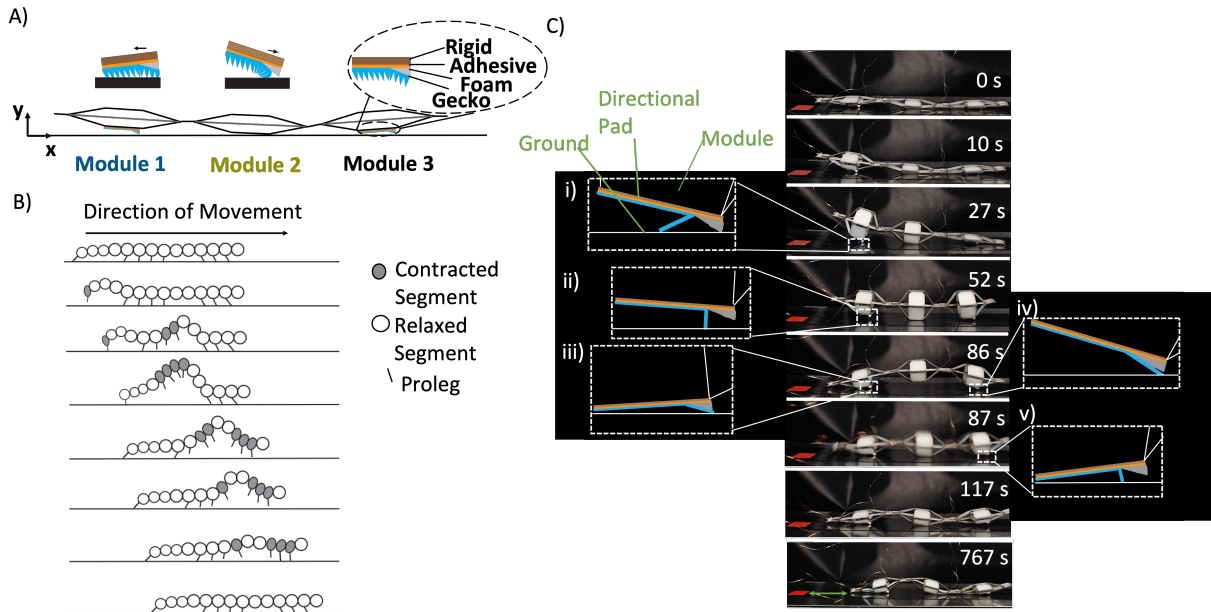 A)
Rigid
Adhesive
Foam
Gecko
y
x
Module 1
Module 2
Module 3
B)
Direction of Movement
Contracted
Segment
Relaxed
Segment
Proleg
C)
Directional
Pad
Ground
Module
i)
ii)
iii)
iv)
v)
0 s
10 s
27 s
52 s
86 s
87 s
117 s
767 s